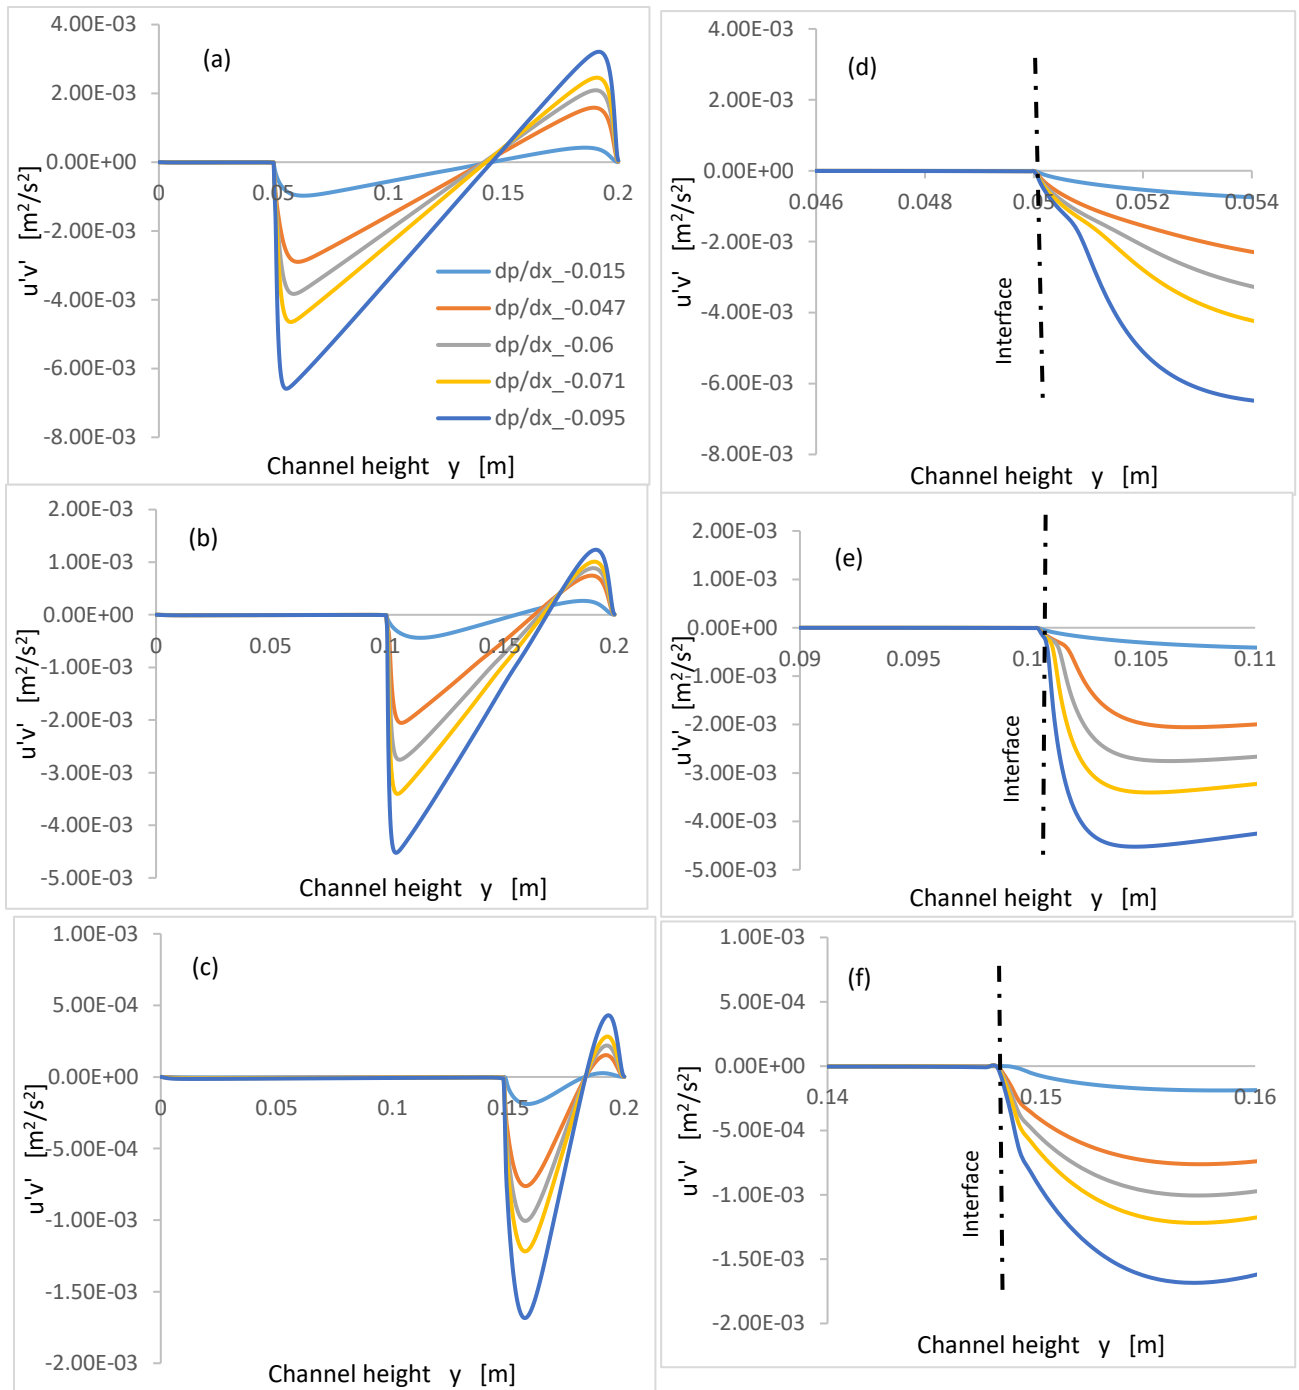 4.00E-03
(a)
2.00E-03
0.00E+00
0
0.05
0.1
0.15
0.2
-2.00E-03
-4.00E-03
-6.00E-03
-8.00E-03
u'v' [m²/s²]
dp/dx_-0.015
dp/dx_-0.047
dp/dx_-0.06
dp/dx_-0.071
dp/dx_-0.095
Channel height y [m]
4.00E-03
(d)
2.00E-03
0.00E+00
0.046
0.048
0.05
0.052
0.054
-2.00E-03
-4.00E-03
-6.00E-03
-8.00E-03
u'v' [m²/s²]
Interface
Channel height y [m]
2.00E-03
(b)
1.00E-03
0.00E+00
0
0.05
0.1
0.15
0.2
-1.00E-03
-2.00E-03
-3.00E-03
-4.00E-03
-5.00E-03
u'v' [m²/s²]
Channel height y [m]
2.00E-03
(e)
1.00E-03
0.00E+00
0.09
0.095
0.1
0.105
0.11
-1.00E-03
-2.00E-03
-3.00E-03
-4.00E-03
-5.00E-03
u'v' [m²/s²]
Interface
Channel height y [m]
1.00E-03
(c)
5.00E-04
0.00E+00
0
0.05
0.1
0.15
0.2
-5.00E-04
-1.00E-03
-1.50E-03
-2.00E-03
u'v' [m²/s²]
Channel height y [m]
1.00E-03
(f)
5.00E-04
0.00E+00
0.14
0.15
0.16
-5.00E-04
-1.00E-03
-1.50E-03
-2.00E-03
u'v' [m²/s²]
Interface
Channel height y [m]